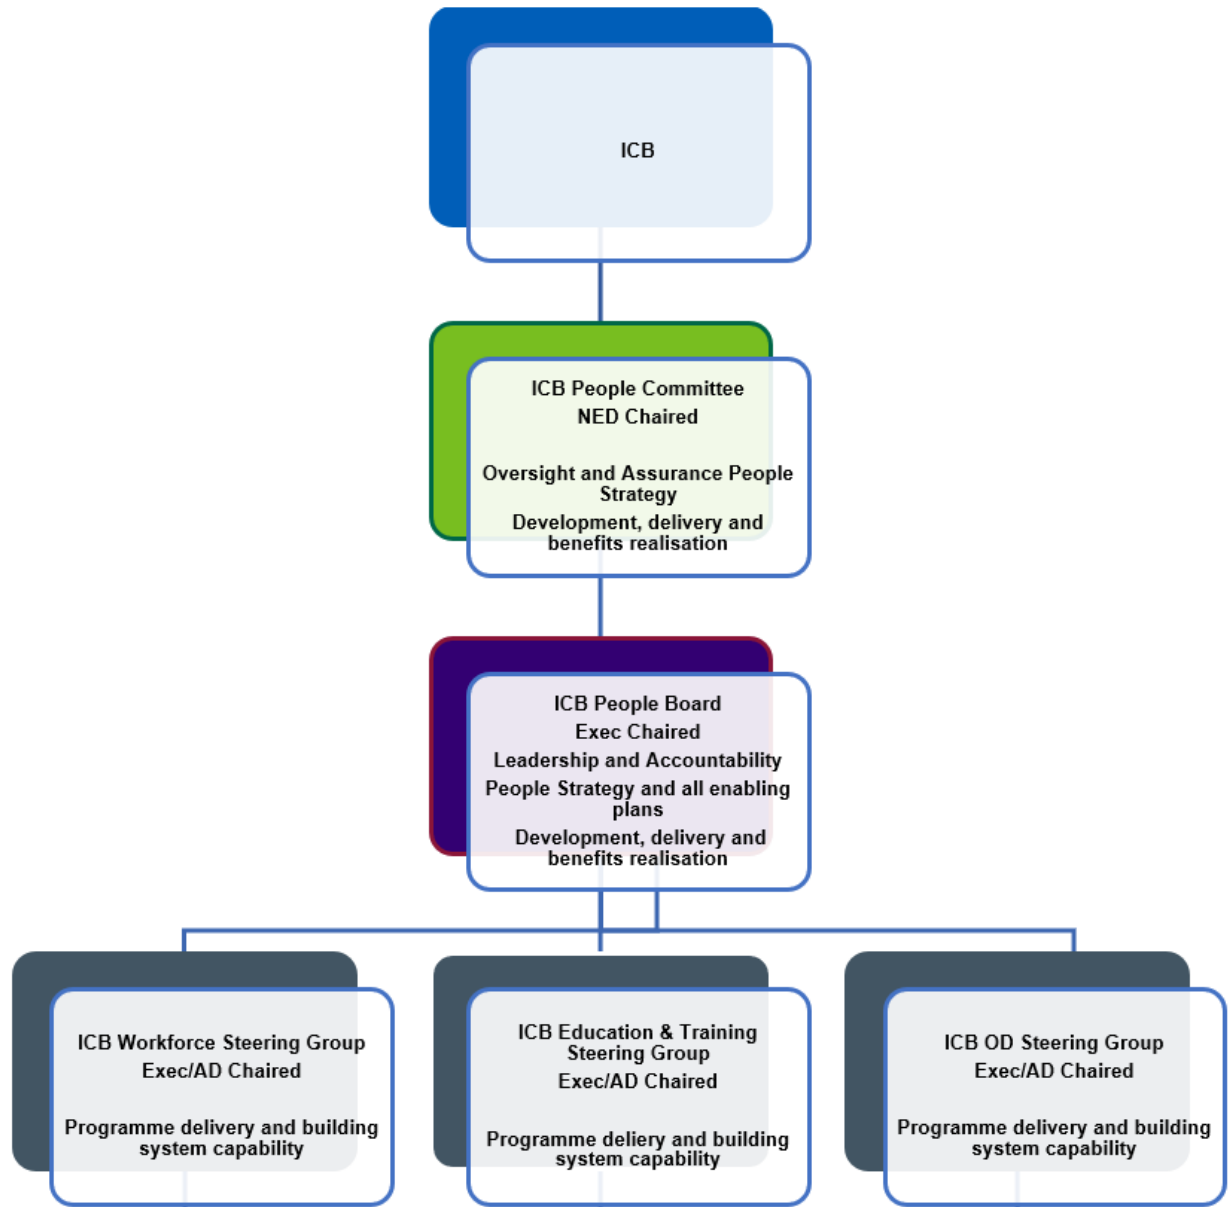 ICB
ICB People Committee
NED Chaired
Oversight and Assurance People
Strategy
Development, delivery and
benefits realisation
ICB People Board
Exec Chaired
Leadership and Accountability
People Strategy and all enabling
plans
Development, delivery and
benefits realisation
ICB Workforce Steering Group
Exec/AD Chaired
Programme delivery and building
system capability
ICB Education & Training
Steering Group
Exec/AD Chaired
Programme deliery and building
system capability
ICB OD Steering Group
Exec/AD Chaired
Programme delivery and building
system capability